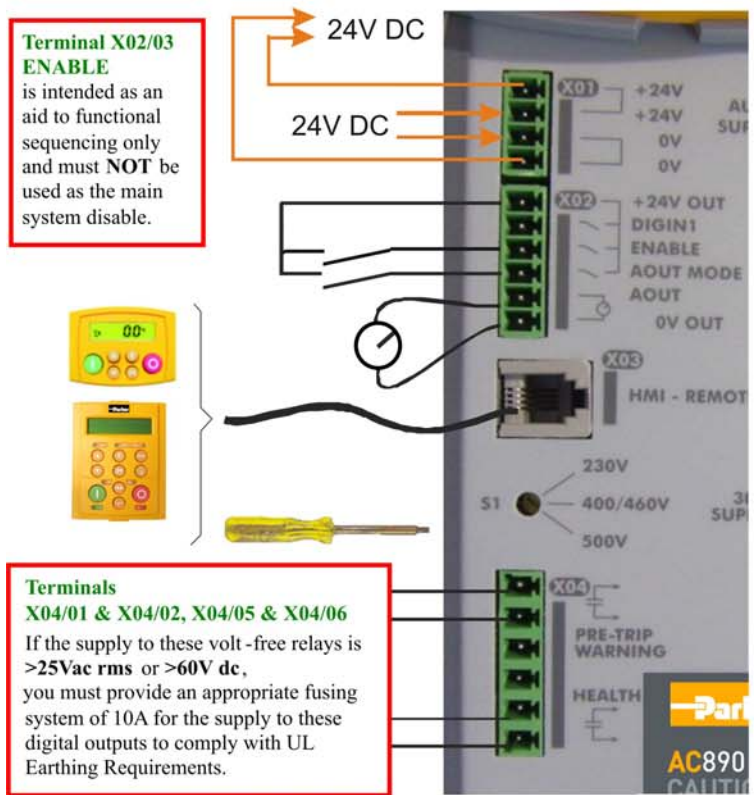 Terminal X02/03
ENABLE
is intended as an
aid to functional
sequencing only
and must NOT be
used as the main
system disable.
24V DC
24V DC
X01
+24V
+24V
0V
0V
X02
+24V OUT
DIGIN1
ENABLE
AOUT MODE
AOUT
0V OUT
X03
HMI - REMOT
230V
S1
400/460V
500V
Terminals
X04/01 & X04/02, X04/05 & X04/06
If the supply to these volt -free relays is
>25Vac rms or >60V dc,
you must provide an appropriate fusing
system of 10A for the supply to these
digital outputs to comply with UL
Earthing Requirements.
X04
PRE-TRIP
WARNING
HEALTH
AC890